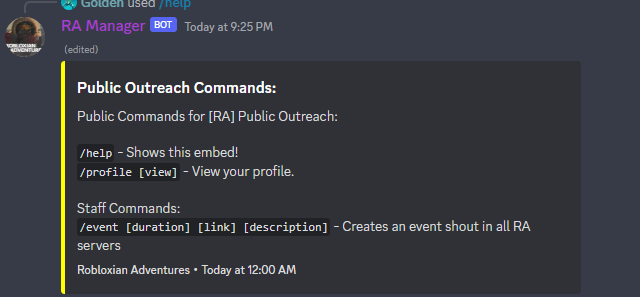 Golden used /help
RA Manager BOT Today at 9:25 PM
ROBLOXIAN
ADVENTURES
(edited)
Public Outreach Commands:
Public Commands for [RA] Public Outreach:
/help - Shows this embed!
/profile [view] - View your profile.
Staff Commands:
/event [duration] [link] [description] - Creates an event shout in all RA
servers
Robloxian Adventures • Today at 12:00 AM